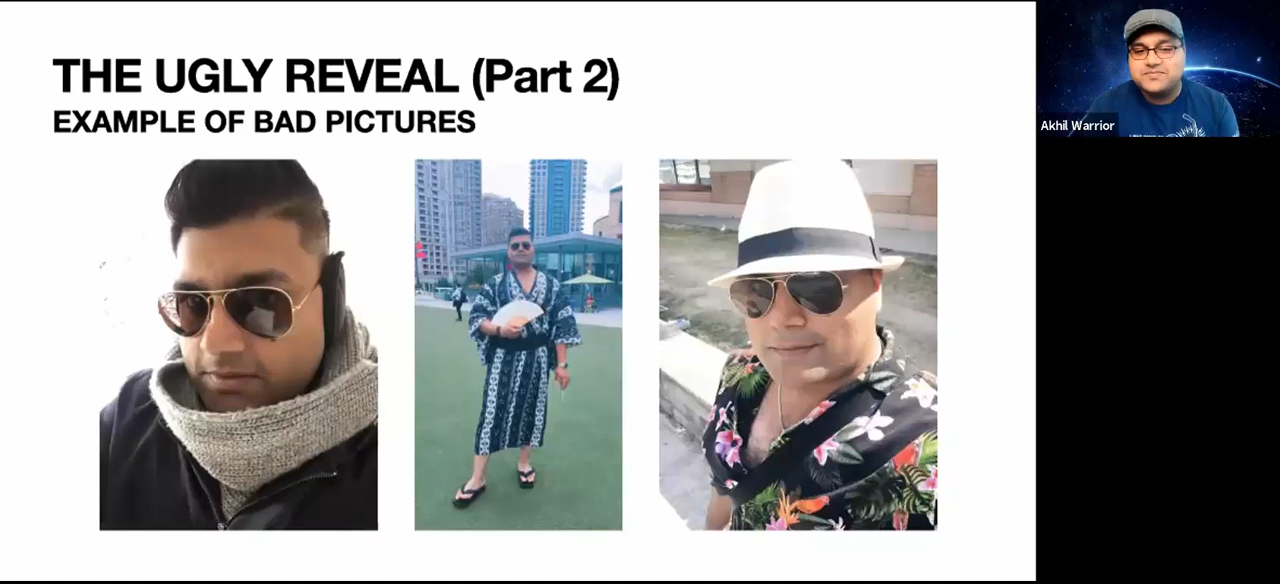 THE UGLY REVEAL (Part 2)
EXAMPLE OF BAD PICTURES
Akhil Warrior